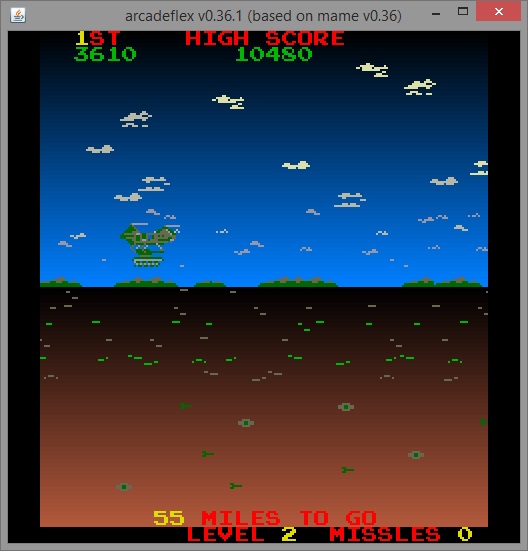 arcadeflex v0.36.1 (based on mame v0.36)
1ST HIGH SCORE
3610 10480
55 MILES TO GO
LEVEL 2 MISSLES 0